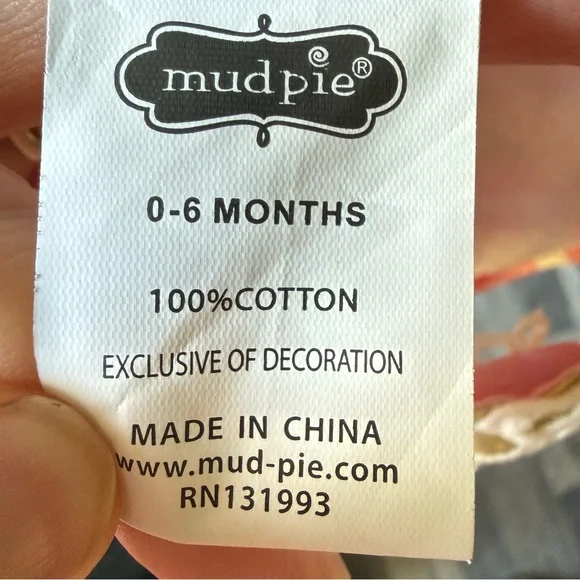 mudpie®
0-6 MONTHS
100%COTTON
EXCLUSIVE OF DECORATION
MADE IN CHINA
www.mud-pie.com
RN131993